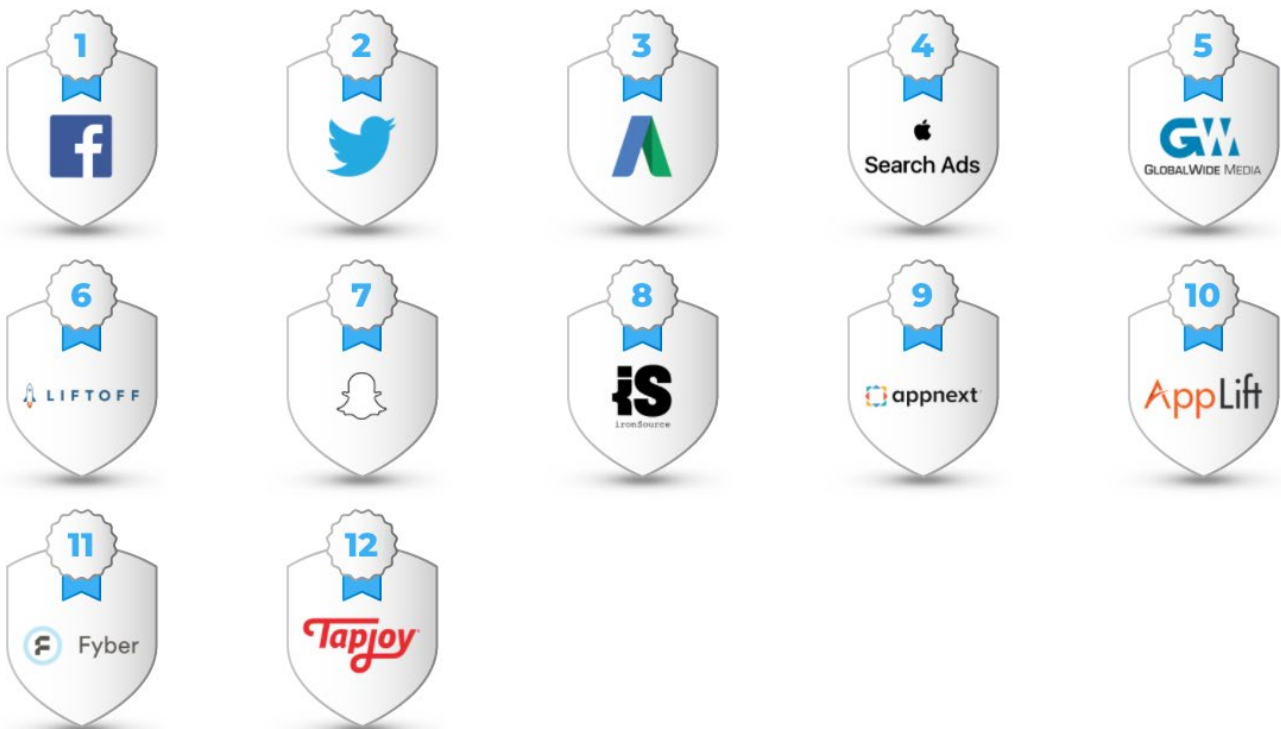 1
2
3
4
5
Search Ads
GW
GLOBALWIDE MEDIA
6
7
8
9
10
LIFTOFF
iS
ironSource
appnext
AppLift
11
12
Fyber
Tapjoy